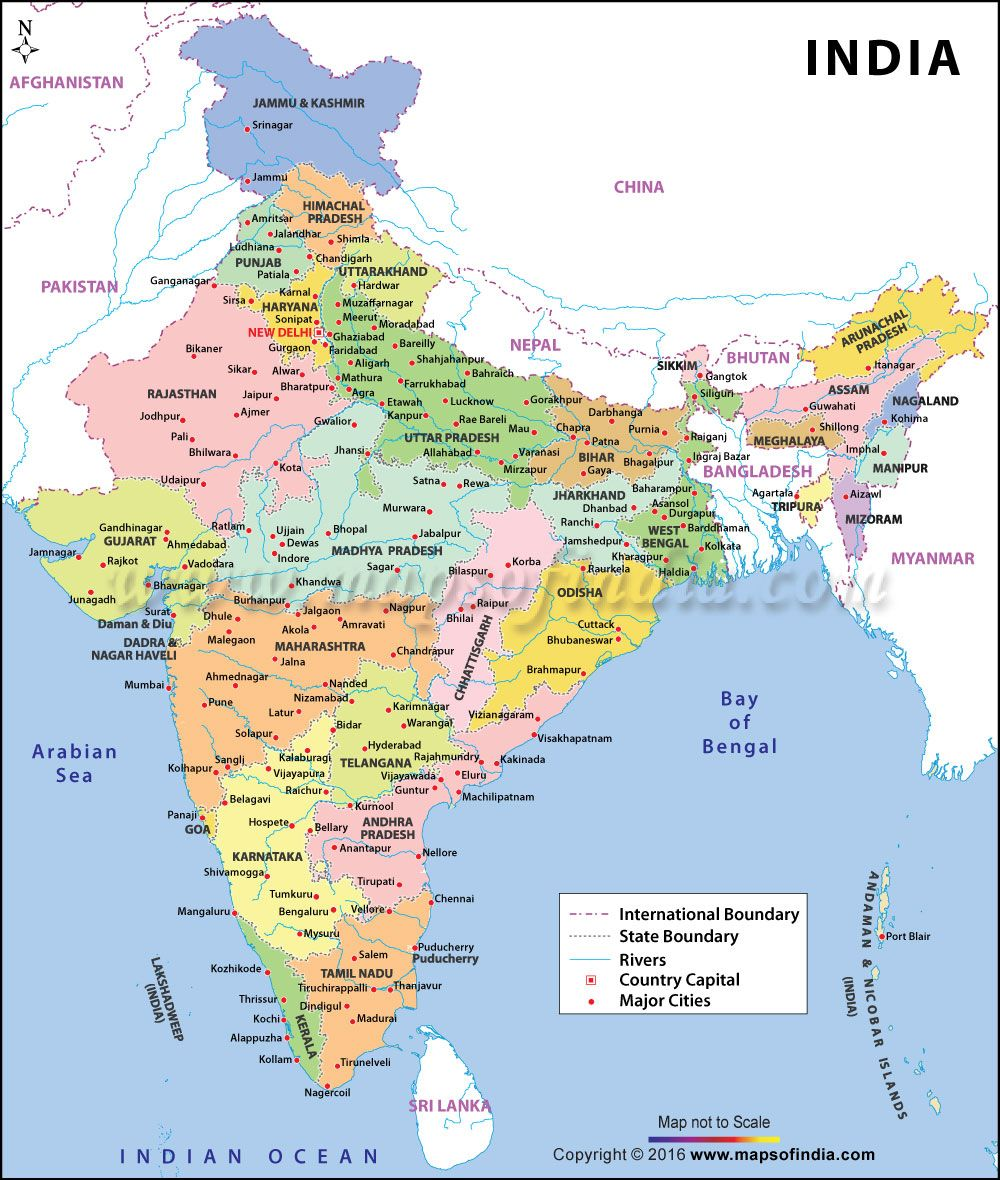 N
INDIA
AFGHANISTAN
JAMMU & KASHMIR
Srinagar
CHINA
Jammu
HIMACHAL
PRADESH
Amritsar
Jalandhar
Shimla
Ludhiana
PUNJAB
Chandigarh
Patiala
UTTARAKHAND
Ganganagar
Hardwar
PAKISTAN
Karnal
Sirsa
HARYANA
Muzaffarnagar
Sonipat
Meerut
NEW DELHI
Moradabad
Ghaziabad
Gurgaon
Faridabad
Bareilly
NEPAL
ARUNACHAL
PRADESH
Bikaner
Aligarh
Shahjahanpur
SIKKIM
BHUTAN
Itanagar
Sikar
Alwar
Mathura
Bahraich
Gangtok
RAJASTHAN
Bharatpur
Farrukhabad
ASSAM
Agra
Siliguri
NAGALAND
Jaipur
Etawah
Lucknow
Gorakhpur
Guwahati
Jodhpur
Ajmer
Kanpur
Darbhanga
Kohima
Gwalior
Rae Bareli
Chapra
Purnia
Shillong
Pali
Mau
UTTAR PRADESH
Patna
Rajganj
MEGHALAYA
Bhilwara
Jhansi
Allahabad
Varanasi
BIHAR
Ingraj Bazar
Imphal
Kota
Mirzapur
Gaya
Bhagalpur
BANGLADESH
MANIPUR
Udaipur
Satna
Rewa
Baharampur
Agartala
Aizawl
JHARKHAND
Murwara
Dhanbad
Asansol
TRIPURA
Gandhinagar
Ratlam
Ujjain
Bhopal
Ranchi
Durgapur
MIZORAM
GUJARAT
Ahmedabad
Dewas
Jabalpur
WEST
BENGAL
Barddhaman
Jamnagar
Indore
MADHYA PRADESH
Jamshedpur
Kolkata
Rajkot
Vadodara
Sagar
Korba
Kharagpur
MYANMAR
Bilaspur
Raurkela
Haldia
Bhavnagar
Khandwa
www.mapsofindia.com
ODISHA
Junagadh
Burhanpur
Surat
Jalgaon
Nagpur
Raipur
Daman & Diu
Dhule
Amravati
Bhilai
Akola
Cuttack
DADRA &
NAGAR HAVELI
Malegaon
MAHARASHTRA
Chandrapur
Bhubaneswar
Jalna
CHHATTISGARH
Brahmapur
Mumbai
Ahmednagar
Nanded
Nizamabad
Pune
Karimnagar
Latur
Vizianagaram
Bay
of
Bengal
Bidar
Warangal
Solapur
Visakhapatnam
Arabian
Sea
Hyderabad
Kalaburagi
Rajahmundry
Sangli
TELANGANA
Kakinada
Kolhapur
Vijayapura
Vijayawada
Eluru
Raichur
Guntur
Belagavi
Machilipatnam
Kurnool
Panaji
Hospete
ANDHRA
PRADESH
GOA
Bellary
Anantapur
KARNATAKA
Nellore
Shivamogga
Tirupati
Tumkuru
Chennai
Mangaluru
Bengaluru
Vellore
Mysuru
Puducherry
Puducherry
Salem
Kozhikode
TAMIL NADU
LAKSHADWEEP
(INDIA)
Tiruchirappalli
Thanjavur
Thrissur
Dindigul
Kochi
KERALA
Madurai
Alappuzha
Kollam
Tirunelveli
Nagercoil
SRI LANKA
INDIAN OCEAN
International Boundary
State Boundary
Rivers
Country Capital
Major Cities
Port Blair
ANDAMAN & NICOBAR ISLANDS
(INDIA)
Map not to Scale
Copyright © 2016 www.mapsofindia.com